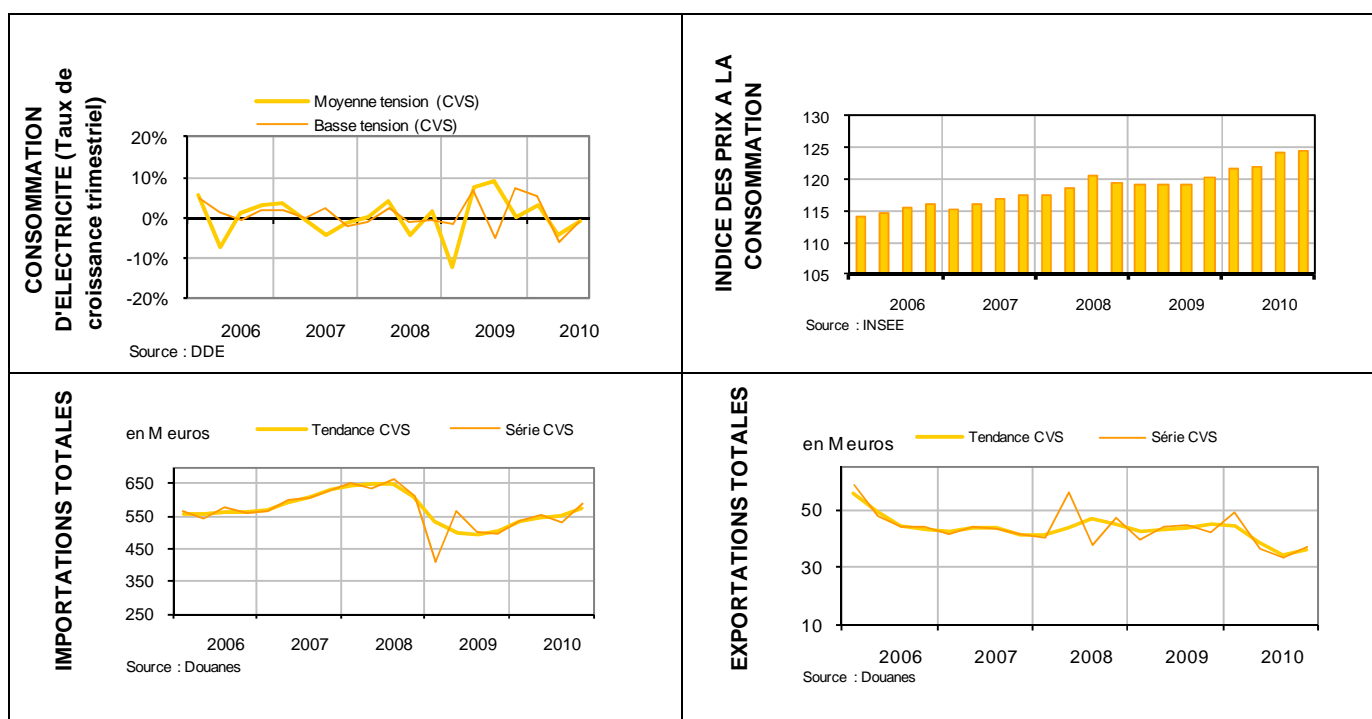 CONSOMMATION
D'ELECTRICITE (Taux de
croissance trimestriel)
Moyenne tension (CVS)
Basse tension (CVS)
20%
10%
0%
-10%
-20%
2006 2007 2008 2009 2010
Source : DDE
INDICE DES PRIX A LA
CONSOMMATION
130
125
120
115
110
105
2006 2007 2008 2009 2010
Source : INSEE
IMPORTATIONS TOTALES
en M euros
Tendance CVS
Série CVS
650
550
450
350
250
2006 2007 2008 2009 2010
Source : Douanes
EXPORTATIONS TOTALES
en M euros
Tendance CVS
Série CVS
50
30
10
2006 2007 2008 2009 2010
Source : Douanes